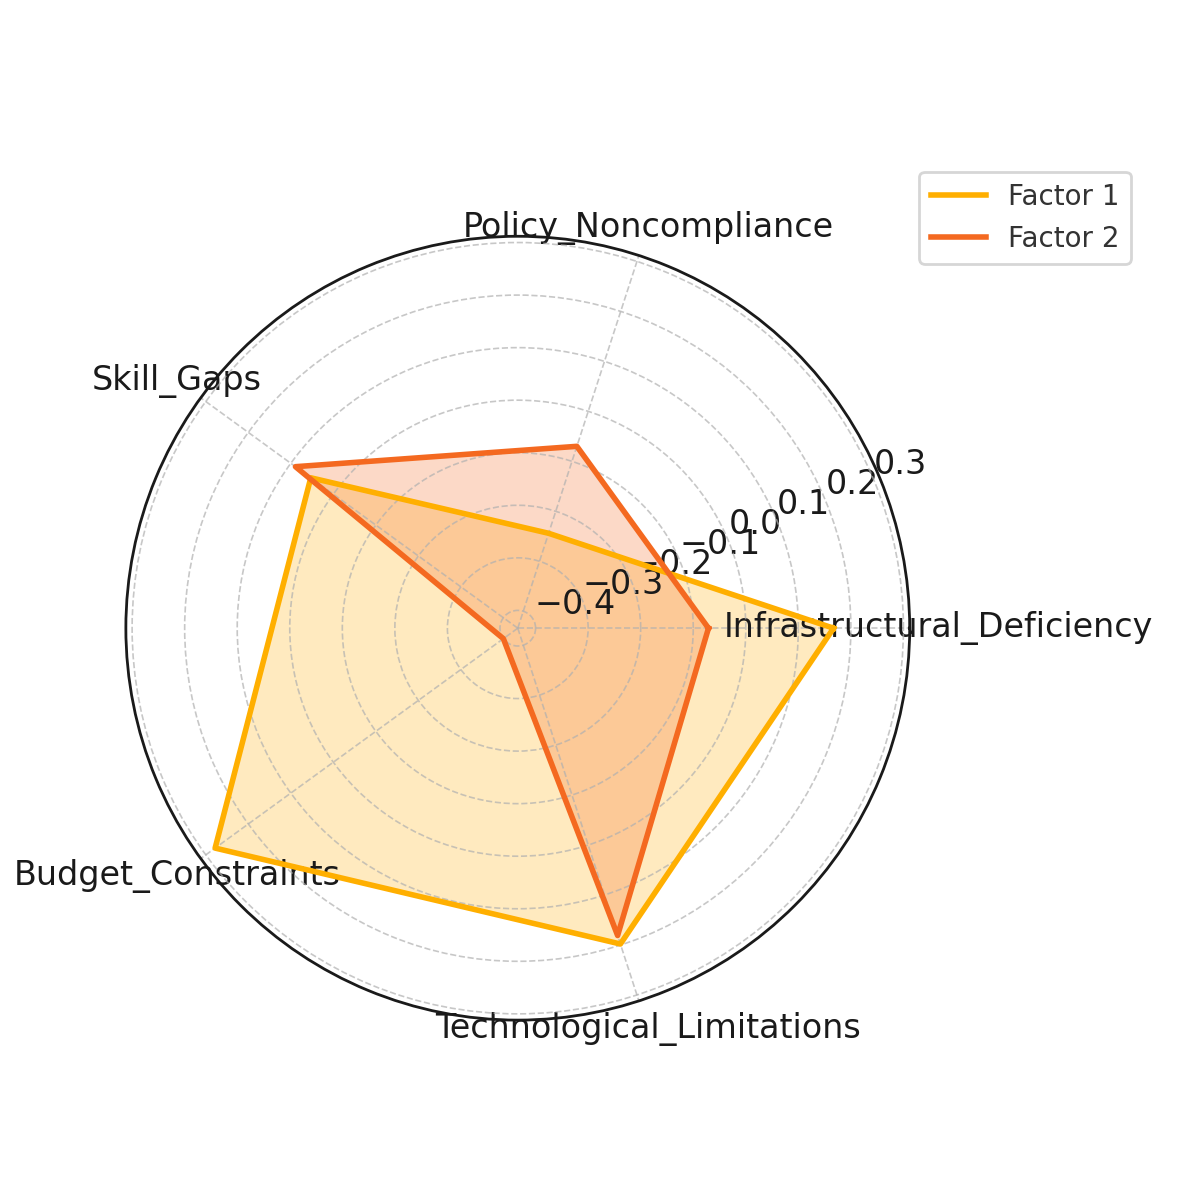 Factor 1
Factor 2
Policy_Noncompliance
Skill_Gaps
0.3
0.2
0.1
0.0
−0.1
−0.2
−0.3
−0.4
Infrastructural_Deficiency
Budget_Constraints
Technological_Limitations